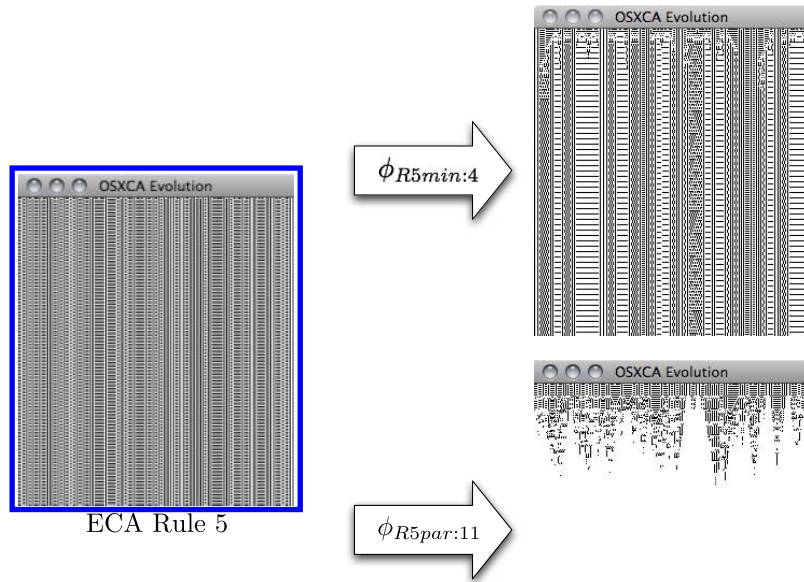 OSXCA Evolution
ϕR5min:4
OSXCA Evolution
OSXCA Evolution
ECA Rule 5
ϕR5par:11